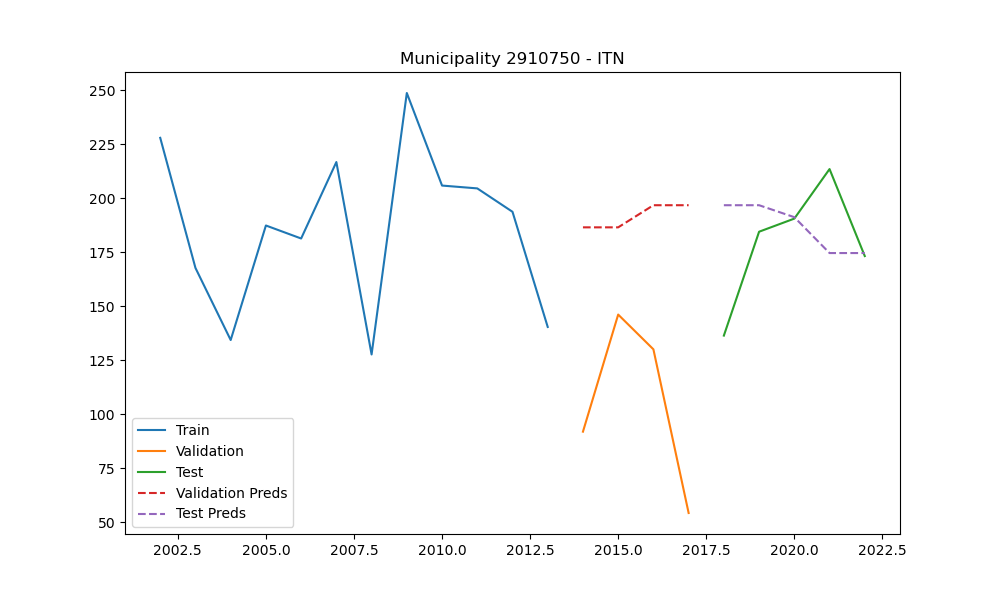 Municipality 2910750 - ITN
250
225
200
175
150
125
100
75
50
Train
Validation
Test
Validation Preds
Test Preds
2002.5 2005.0 2007.5 2010.0 2012.5 2015.0 2017.5 2020.0 2022.5